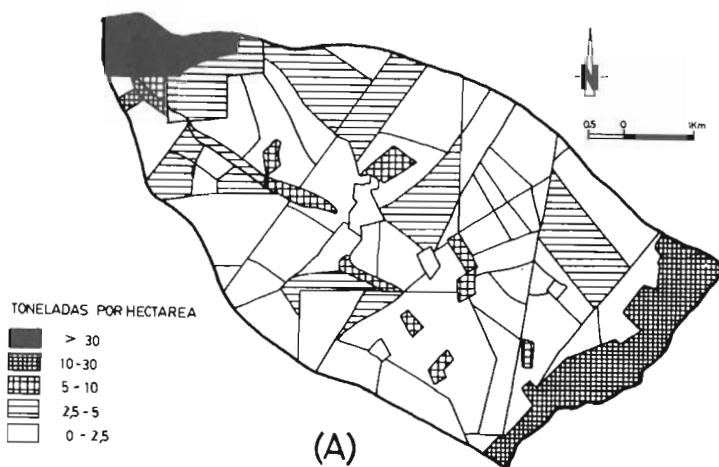 N
0.5 0 1Km
TONELADAS POR HECTAREA
> 30
10-30
5-10
2,5-5
0-2,5
(A)